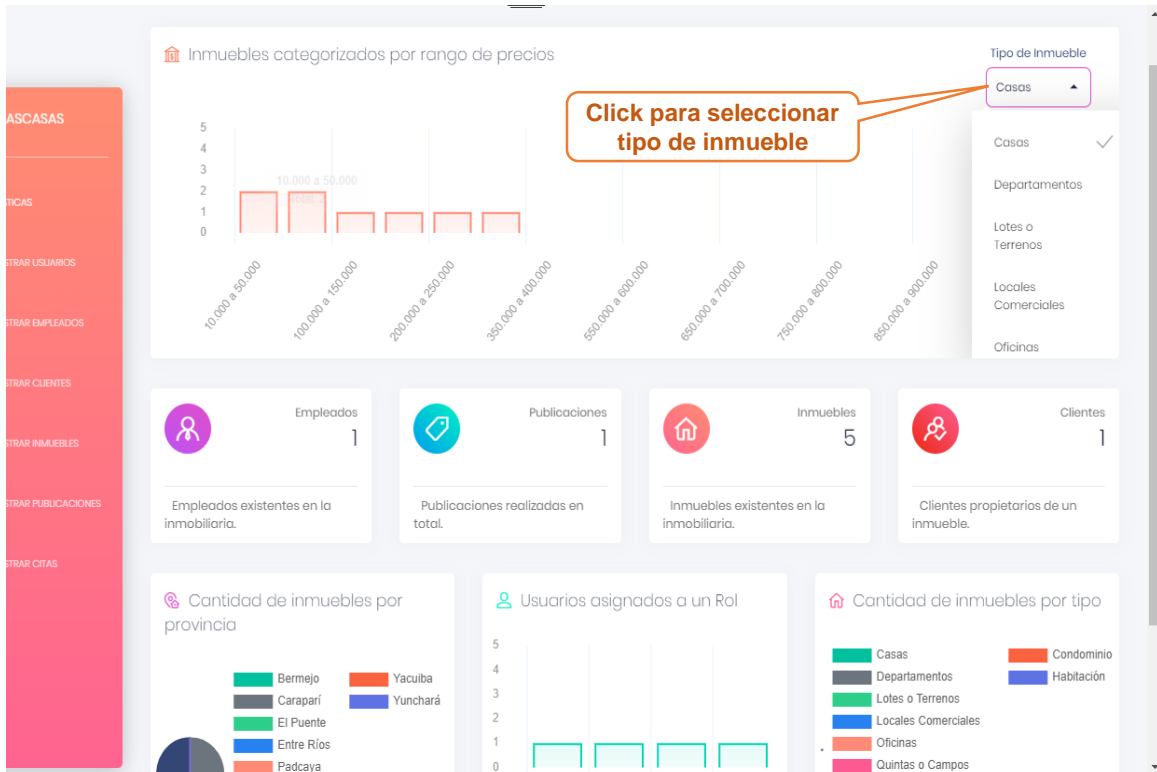 Inmuebles categorizados por rango de precios
Tipo de Inmueble
Casas
Click para seleccionar
tipo de inmueble
Casas
Departamentos
Lotes o
Terrenos
Locales
Comerciales
Oficinas
5
4
3
2
1
0
10.000 a 50.000
Total: 2
10.000 a 50.000
100.000 a 150.000
200.000 a 250.000
350.000 a 400.000
550.000 a 600.000
650.000 a 700.000
750.000 a 800.000
850.000 a 900.000
ASCASAS
TICAS
STRAR USUARIOS
STRAR EMPLEADOS
STRAR CLIENTES
STRAR INMUEBLES
STRAR PUBLICACIONES
STRAR CITAS
Empleados
1
Empleados existentes en la
inmobiliaria.
Publicaciones
1
Publicaciones realizadas en
total.
Inmuebles
5
Inmuebles existentes en la
inmobiliaria.
Clientes
1
Clientes propietarios de un
inmueble.
Cantidad de inmuebles por
provincia
Bermejo
Caraparí
El Puente
Entre Ríos
Padcaya
Yacuiba
Yunchará
Usuarios asignados a un Rol
5
4
3
2
1
0
Cantidad de inmuebles por tipo
Casas
Departamentos
Lotes o Terrenos
Locales Comerciales
Oficinas
Quintas o Campos
Condominio
Habitación